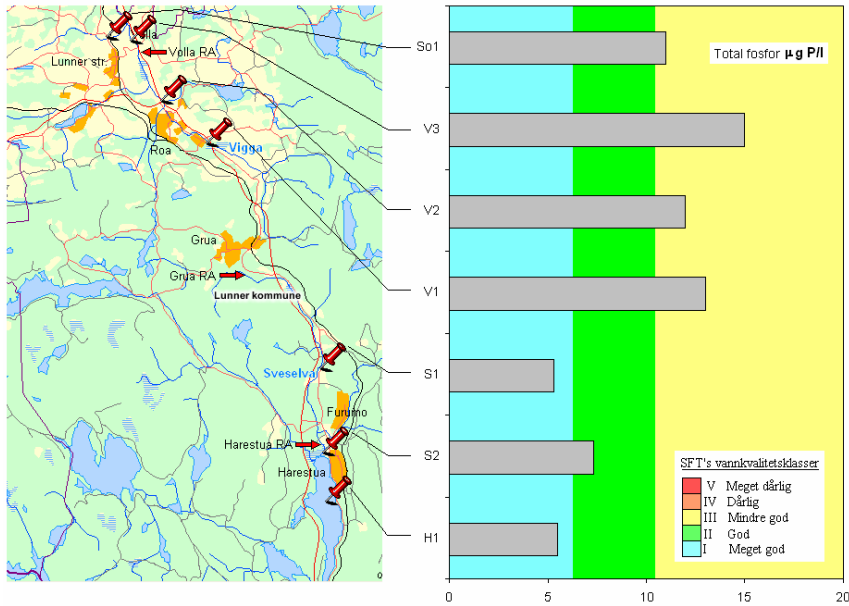 Volla RA
Lunner str.
Roa
Vigga
Grua
Grua RA
Lunner kommune
Sveselva
Furumo
Harestua RA
Harestua
So1
V3
V2
V1
S1
S2
H1
Total fosfor µg P/l
SFT's vannkvalitetsklasser
V Meget dårlig
IV Dårlig
III Mindre god
II God
I Meget god
0 5 10 15 20